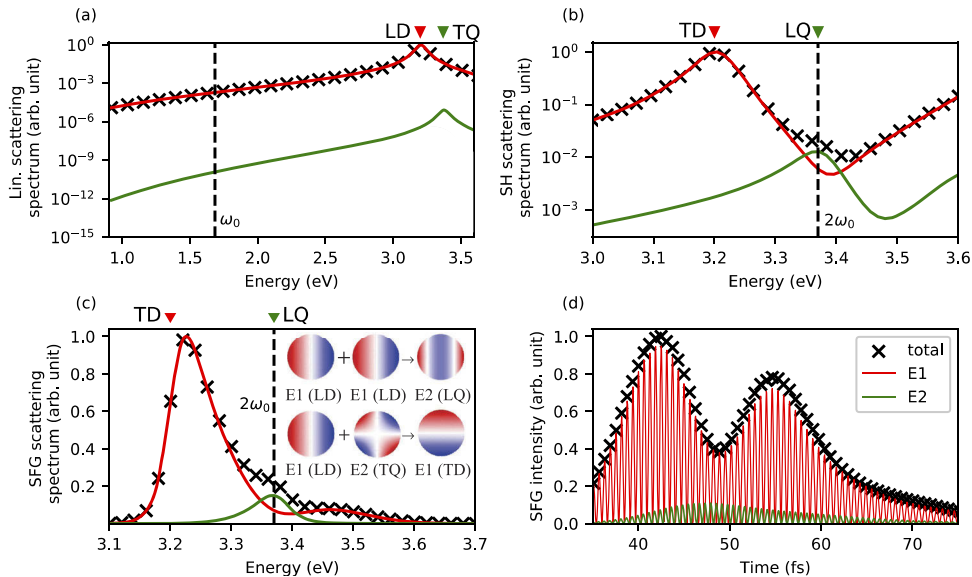 (a)
LD
TQ
Lin. scattering
spectrum (arb. unit)
10^0
10^-3
10^-6
10^-9
10^-12
10^-15
ω0
1.0 1.5 2.0 2.5 3.0 3.5
Energy (eV)
(b)
TD
LQ
SH scattering
spectrum (arb. unit)
10^0
10^-1
10^-2
10^-3
2ω0
3.0 3.1 3.2 3.3 3.4 3.5 3.6
Energy (eV)
(c)
TD
LQ
SFG scattering
spectrum (arb. unit)
1.0
0.8
0.6
0.4
0.2
2ω0
+ →
E1 (LD) E1 (LD) E2 (LQ)
+ →
E1 (LD) E2 (TQ) E1 (TD)
3.1 3.2 3.3 3.4 3.5 3.6 3.7
Energy (eV)
(d)
SFG intensity (arb. unit)
1.0
0.8
0.6
0.4
0.2
0.0
total
E1
E2
40 50 60 70
Time (fs)